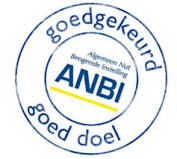 goedgekeurd
Algemeen Nut
Beogende Instelling
ANBI
goed doel